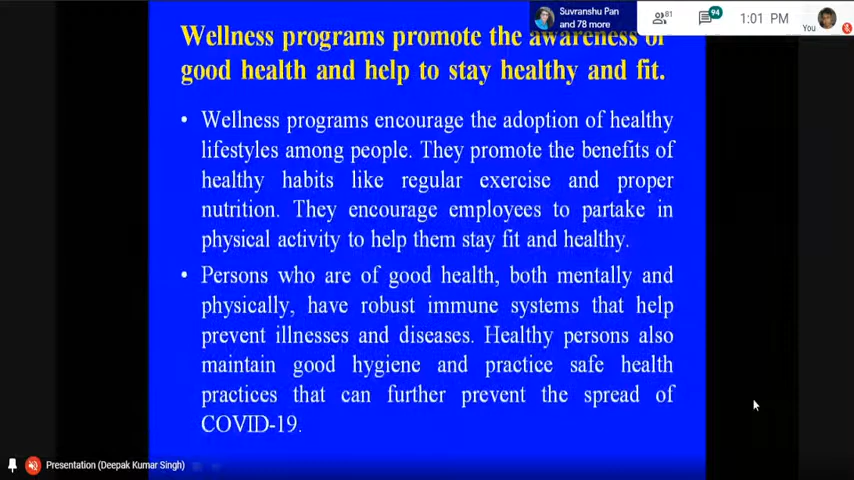 Suvranshu Pan
and 78 more
81
94
1:01 PM
You
Wellness programs promote the awareness of
good health and help to stay healthy and fit.
• Wellness programs encourage the adoption of healthy
lifestyles among people. They promote the benefits of
healthy habits like regular exercise and proper
nutrition. They encourage employees to partake in
physical activity to help them stay fit and healthy.
• Persons who are of good health, both mentally and
physically, have robust immune systems that help
prevent illnesses and diseases. Healthy persons also
maintain good hygiene and practice safe health
practices that can further prevent the spread of
COVID-19.
Presentation (Deepak Kumar Singh)